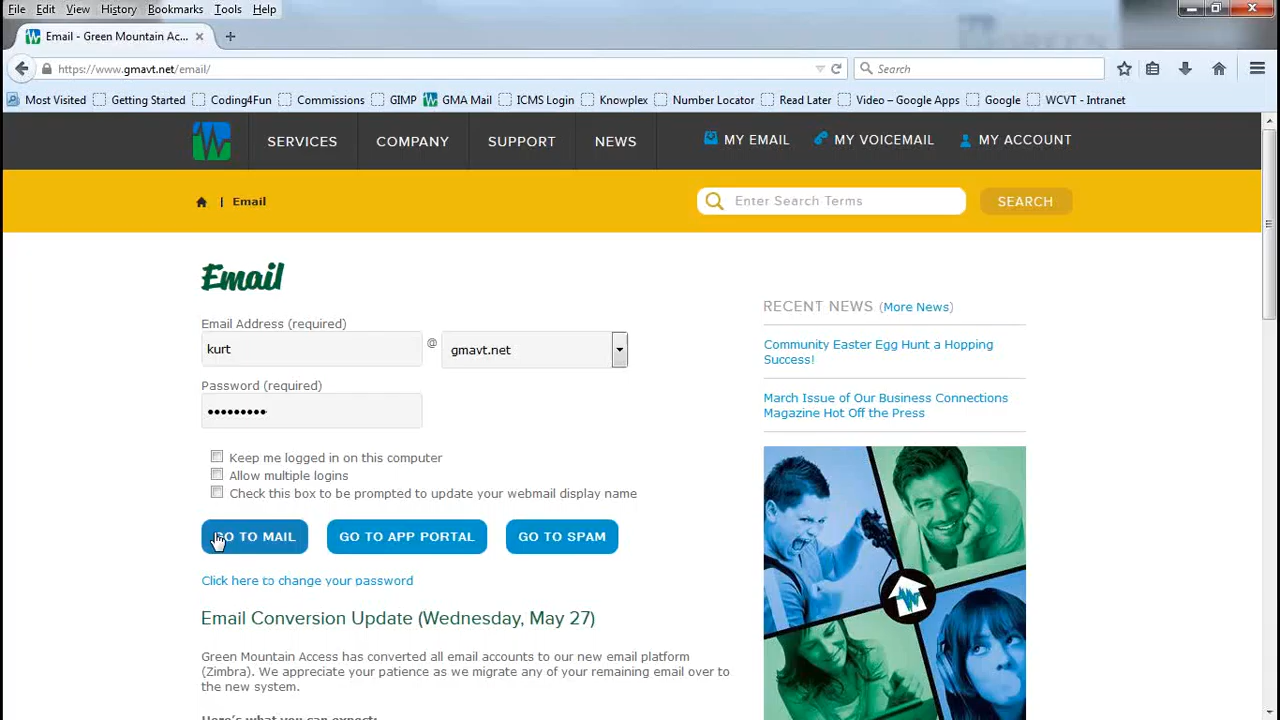 File Edit View History Bookmarks Tools Help
Email - Green Mountain Ac...
https://www.gmavt.net/email/
Search
Most Visited Getting Started Coding4Fun Commissions GIMP GMA Mail ICMS Login Knowplex Number Locator Read Later Video – Google Apps Google WCVT - Intranet
SERVICES COMPANY SUPPORT NEWS MY EMAIL MY VOICEMAIL MY ACCOUNT
| Email
Enter Search Terms SEARCH
Email
RECENT NEWS (More News)
Email Address (required)
kurt @ gmavt.net
Community Easter Egg Hunt a Hopping
Success!
Password (required)
•••••••••
March Issue of Our Business Connections
Magazine Hot Off the Press
Keep me logged in on this computer
Allow multiple logins
Check this box to be prompted to update your webmail display name
GO TO MAIL GO TO APP PORTAL GO TO SPAM
Click here to change your password
Email Conversion Update (Wednesday, May 27)
Green Mountain Access has converted all email accounts to our new email platform
(Zimbra). We appreciate your patience as we migrate any of your remaining email over to
the new system.
Here's what you can expect: